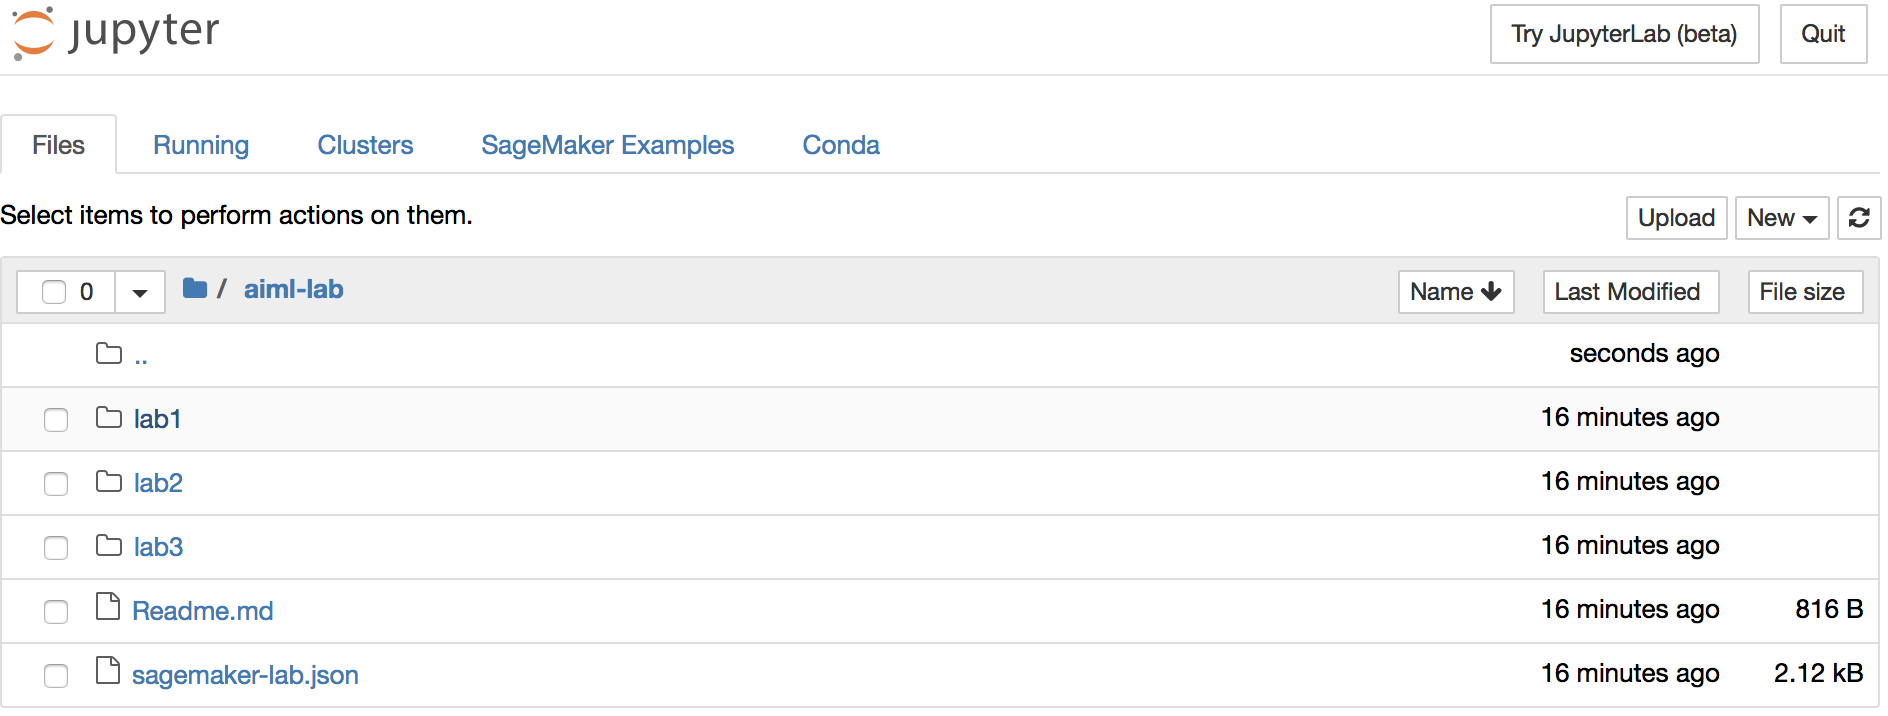 jupyter
Try JupyterLab (beta) Quit
Files Running Clusters SageMaker Examples Conda
Select items to perform actions on them.
Upload New
0 / aiml-lab Name Last Modified File size
.. seconds ago
lab1 16 minutes ago
lab2 16 minutes ago
lab3 16 minutes ago
Readme.md 16 minutes ago 816 B
sagemaker-lab.json 16 minutes ago 2.12 kB